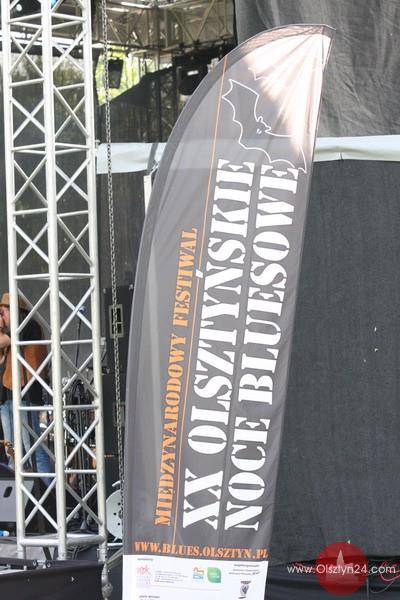 MIĘDZYNARODOWY FESTIWAL
XX OLSZTYŃSKIE
NOCE BLUESOWE
WWW.BLUES.OLSZTYN.PL
www.Olsztyn24.com